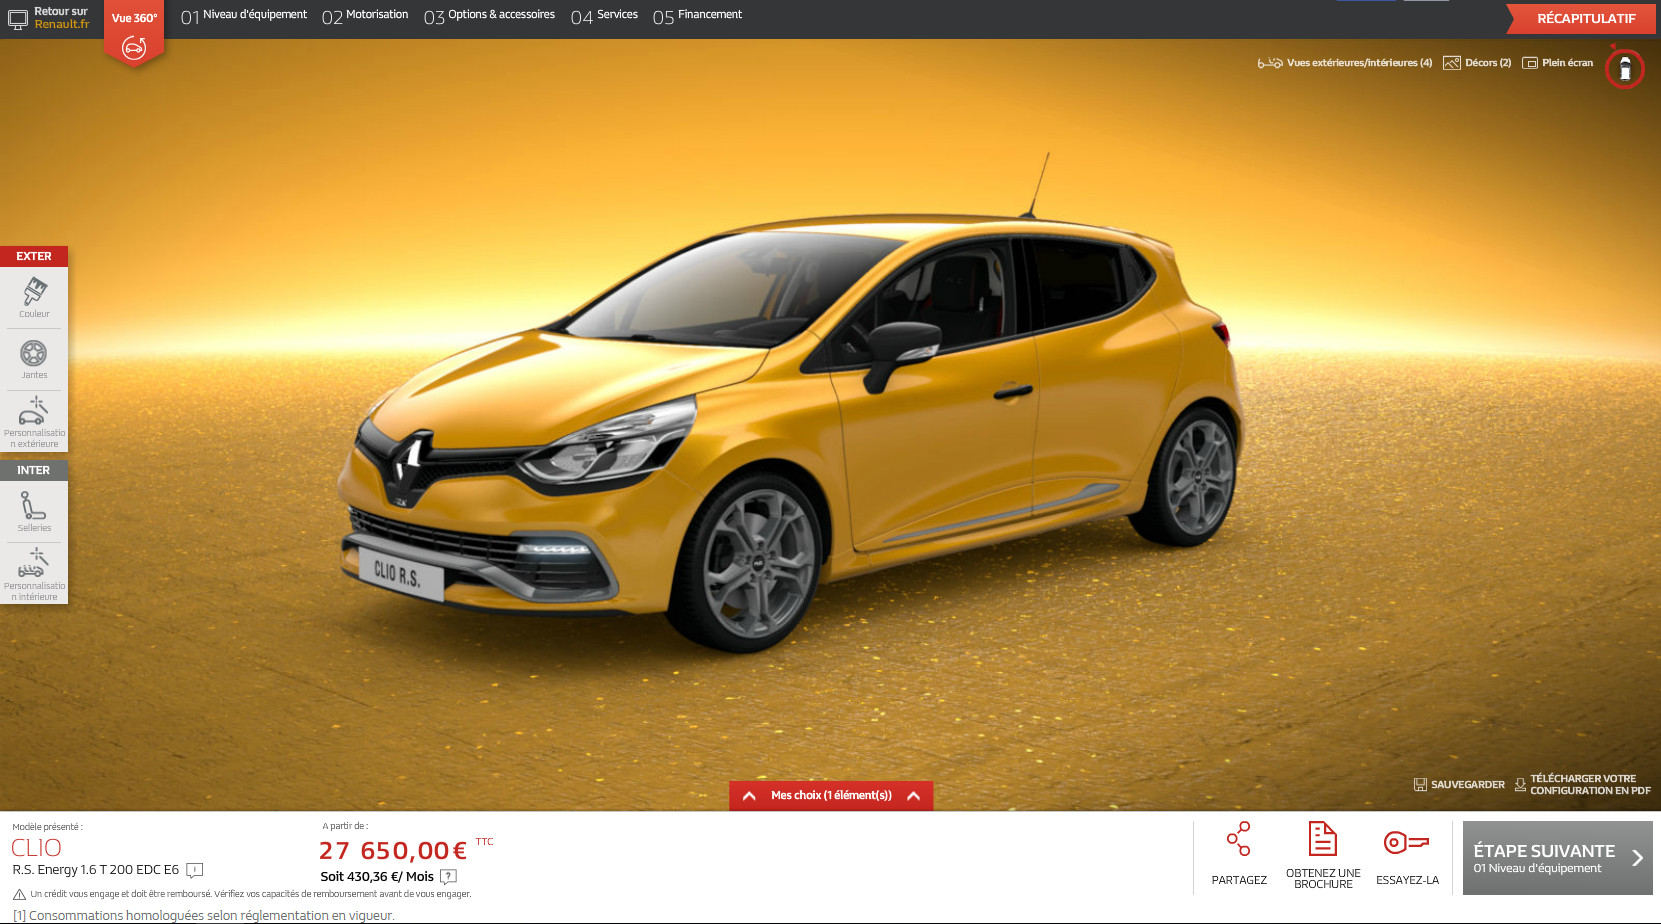 Retour sur
Renault.fr
Vue 360°
01 Niveau d'équipement
02 Motorisation
03 Options & accessoires
04 Services
05 Financement
RÉCAPITULATIF
Vues extérieures/intérieures (4)
Décors (2)
Plein écran
EXTER
Couleur
Jantes
Personnalisatio
n extérieure
INTER
Selleries
Personnalisatio
n intérieure
CLIO R.S.
SAUVEGARDER
TÉLÉCHARGER VOTRE
CONFIGURATION EN PDF
Mes choix (1 élément(s))
Modèle présenté :
CLIO
R.S. Energy 1.6 T 200 EDC E6
A partir de :
27 650,00€ TTC
Soit 430,36 €/ Mois
Un crédit vous engage et doit être remboursé. Vérifiez vos capacités de remboursement avant de vous engager.
[1] Consommations homologuées selon réglementation en vigueur.
PARTAGEZ
OBTENEZ UNE
BROCHURE
ESSAYEZ-LA
ÉTAPE SUIVANTE
01 Niveau d'équipement